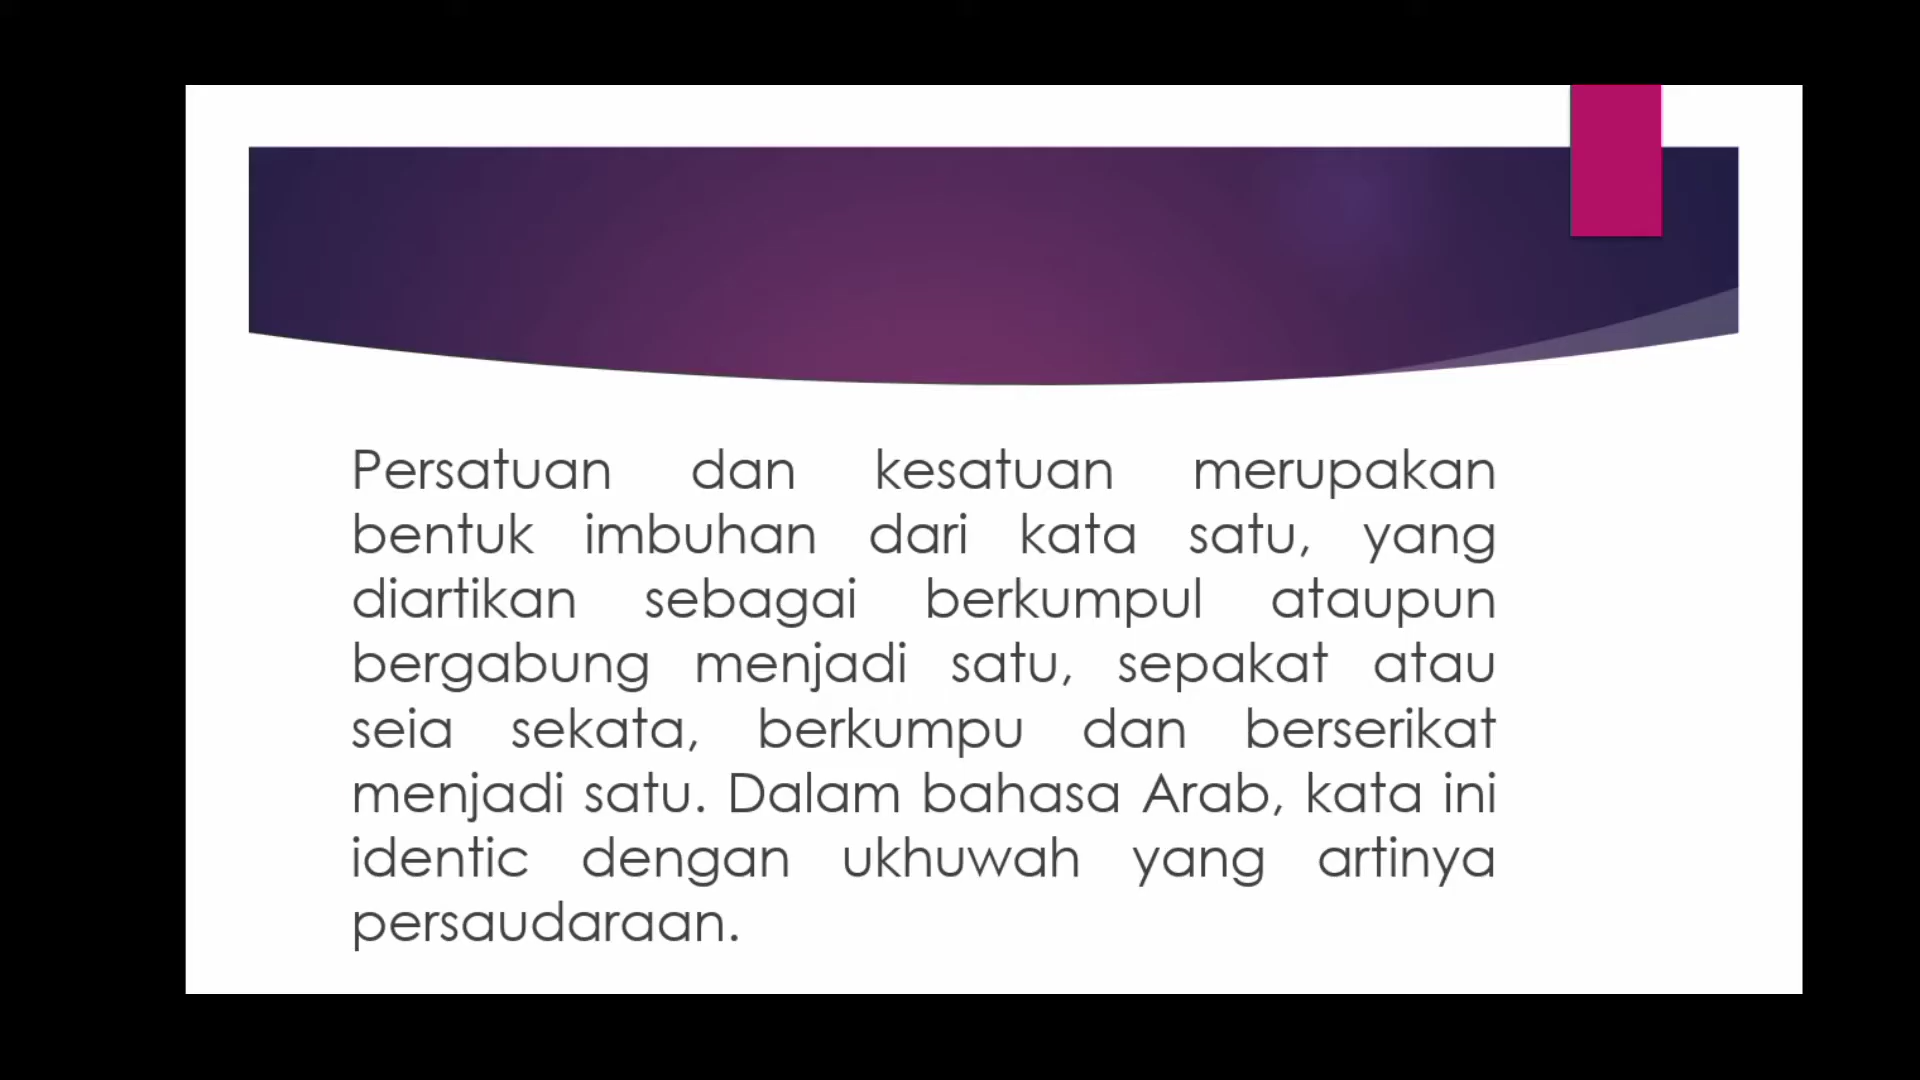 Persatuan dan kesatuan merupakan
bentuk imbuhan dari kata satu, yang
diartikan sebagai berkumpul ataupun
bergabung menjadi satu, sepakat atau
seia sekata, berkumpu dan berserikat
menjadi satu. Dalam bahasa Arab, kata ini
identic dengan ukhuwah yang artinya
persaudaraan.